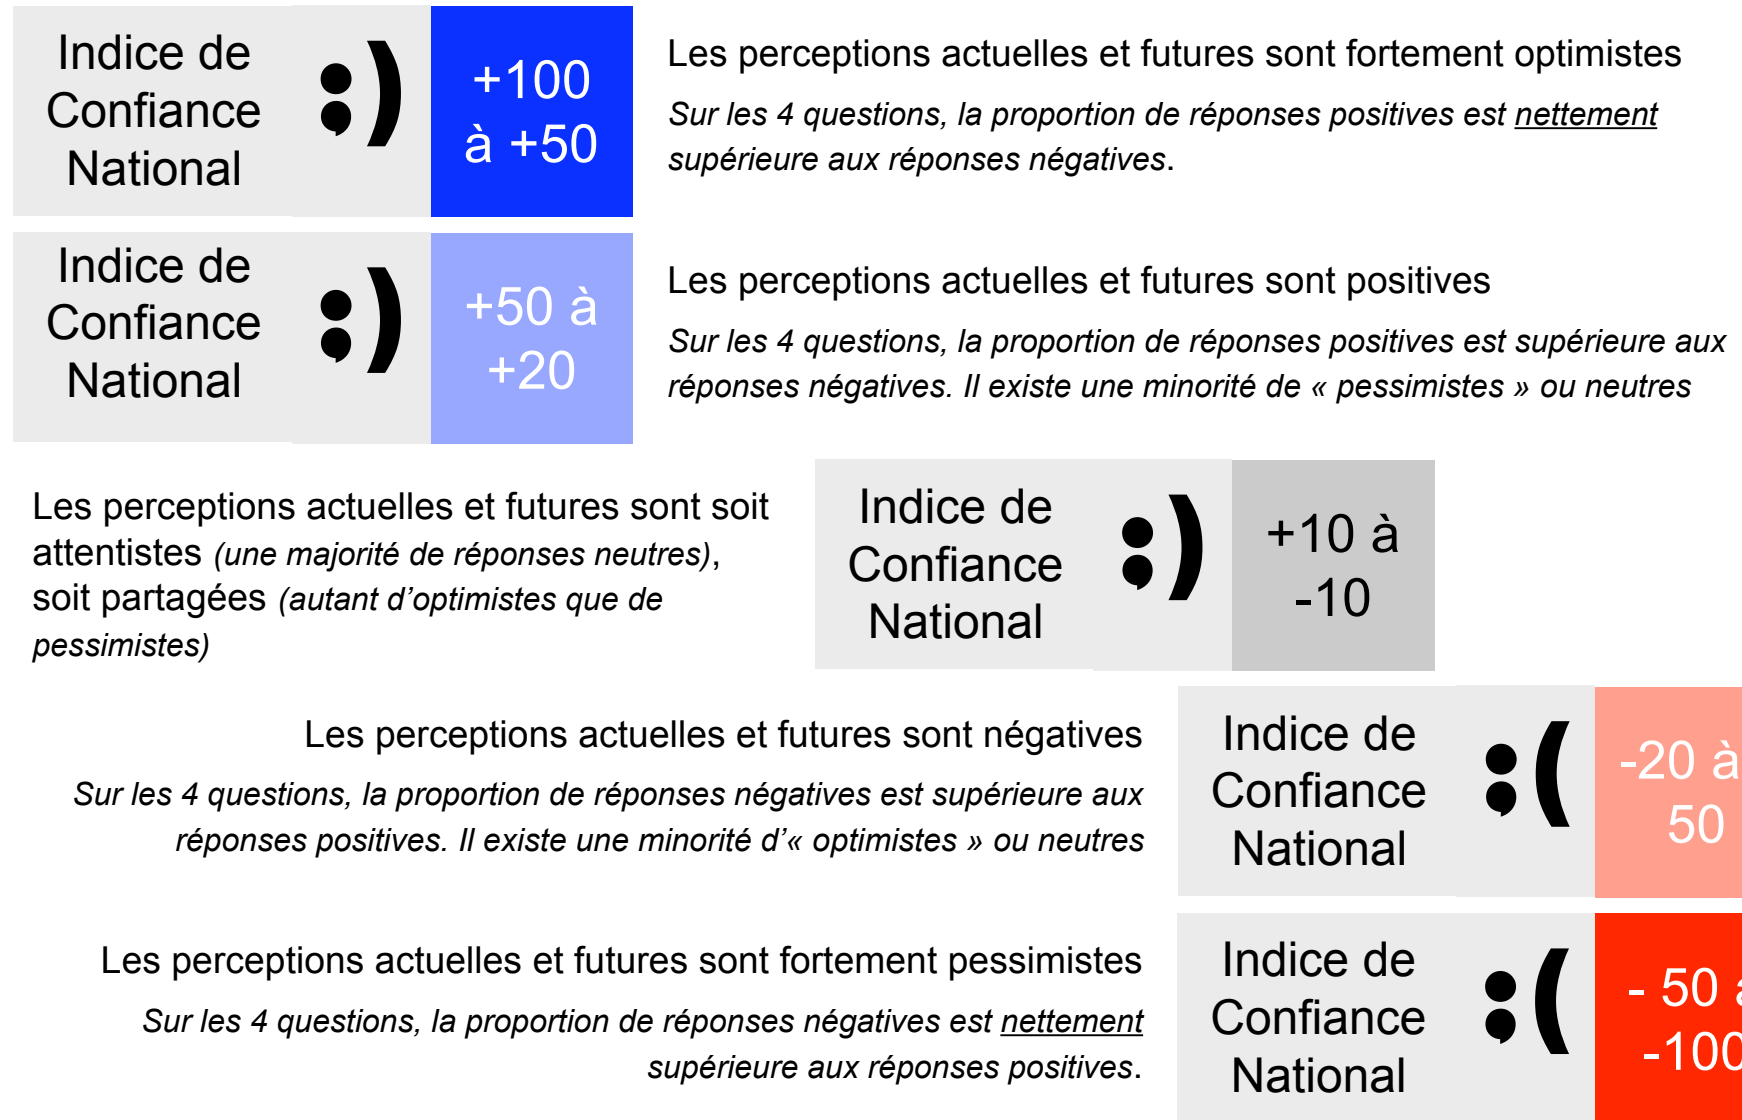 Indice de
Confiance
National
:)
+100
à +50
Les perceptions actuelles et futures sont fortement optimistes
Sur les 4 questions, la proportion de réponses positives est nettement
supérieure aux réponses négatives.
Indice de
Confiance
National
:)
+50 à
+20
Les perceptions actuelles et futures sont positives
Sur les 4 questions, la proportion de réponses positives est supérieure aux
réponses négatives. Il existe une minorité de « pessimistes » ou neutres
Les perceptions actuelles et futures sont soit
attentistes (une majorité de réponses neutres),
soit partagées (autant d’optimistes que de
pessimistes)
Indice de
Confiance
National
:)
+10 à
-10
Les perceptions actuelles et futures sont négatives
Sur les 4 questions, la proportion de réponses négatives est supérieure aux
réponses positives. Il existe une minorité d’« optimistes » ou neutres
Indice de
Confiance
National
:(
-20 à
50
Les perceptions actuelles et futures sont fortement pessimistes
Sur les 4 questions, la proportion de réponses négatives est nettement
supérieure aux réponses positives.
Indice de
Confiance
National
:(
- 50 à
-100